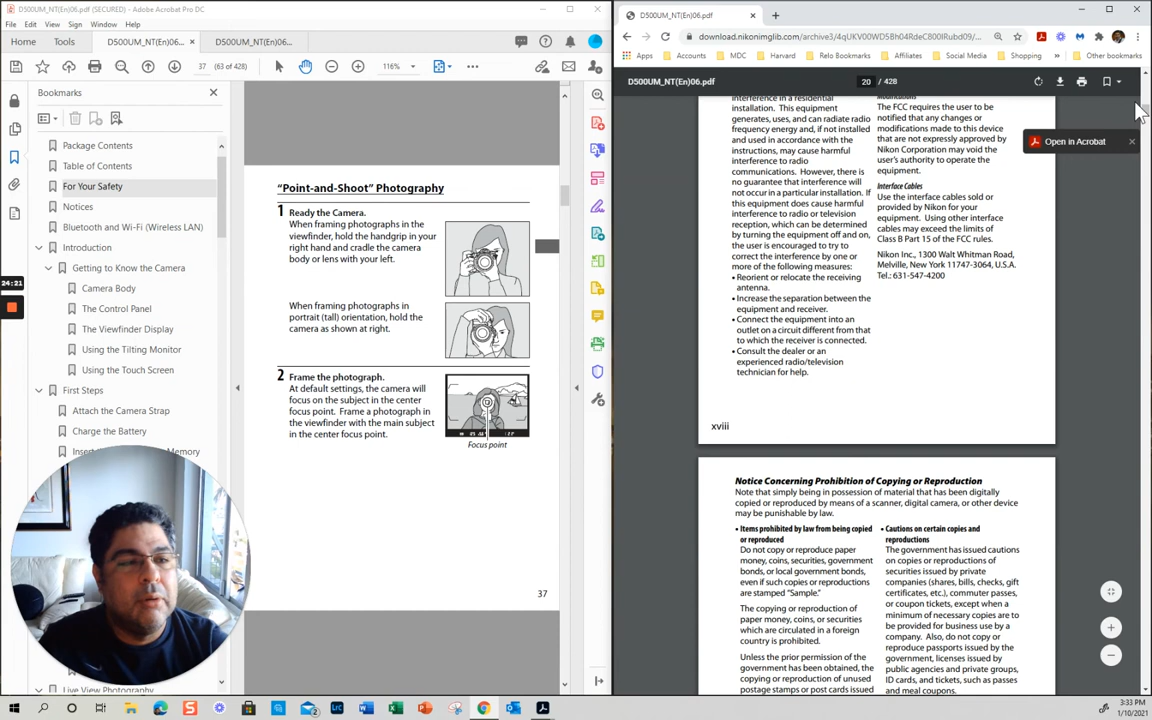 D500UM_NT(En)06.pdf (SECURED) - Adobe Acrobat Pro DC
File Edit View Sign Window Help
Home Tools D500UM_NT(En)06... × D500UM_NT(En)06...
37 (63 of 428) 116%
Bookmarks
Package Contents
Table of Contents
For Your Safety
Notices
Bluetooth and Wi-Fi (Wireless LAN)
Introduction
Getting to Know the Camera
Camera Body
The Control Panel
The Viewfinder Display
Using the Tilting Monitor
Using the Touch Screen
First Steps
Attach the Camera Strap
Charge the Battery
Memory
Live View Photography
24:21
"Point-and-Shoot" Photography
1 Ready the Camera.
When framing photographs in the
viewfinder, hold the handgrip in your
right hand and cradle the camera
body or lens with your left.
When framing photographs in
portrait (tall) orientation, hold the
camera as shown at right.
2 Frame the photograph.
At default settings, the camera will
focus on the subject in the center
focus point. Frame a photograph in
the viewfinder with the main subject
in the center focus point.
Focus point
37
D500UM_NT(En)06.pdf
download.nikonimglib.com/archive3/4qUKV00WD5Bh04RdeC800IRubd09/...
Apps Accounts MDC Harvard Relo Bookmarks Affiliates Social Media Shopping » Other bookmarks
D500UM_NT(En)06.pdf 20 / 428
Open in Acrobat
interference in a residential
installation. This equipment
generates, uses, and can radiate radio
frequency energy and, if not installed
and used in accordance with the
instructions, may cause harmful
interference to radio
communications. However, there is
no guarantee that interference will
not occur in a particular installation. If
this equipment does cause harmful
interference to radio or television
reception, which can be determined
by turning the equipment off and on,
the user is encouraged to try to
correct the interference by one or
more of the following measures:
• Reorient or relocate the receiving
antenna.
• Increase the separation between the
equipment and receiver.
• Connect the equipment into an
outlet on a circuit different from that
to which the receiver is connected.
• Consult the dealer or an
experienced radio/television
technician for help.
Modifications
The FCC requires the user to be
notified that any changes or
modifications made to this device
that are not expressly approved by
Nikon Corporation may void the
user's authority to operate the
equipment.
Interface Cables
Use the interface cables sold or
provided by Nikon for your
equipment. Using other interface
cables may exceed the limits of
Class B Part 15 of the FCC rules.
Nikon Inc., 1300 Walt Whitman Road,
Melville, New York 11747-3064, U.S.A.
Tel.: 631-547-4200
xviii
Notice Concerning Prohibition of Copying or Reproduction
Note that simply being in possession of material that has been digitally
copied or reproduced by means of a scanner, digital camera, or other device
may be punishable by law.
• Items prohibited by law from being copied
or reproduced
Do not copy or reproduce paper
money, coins, securities, government
bonds, or local government bonds,
even if such copies or reproductions
are stamped "Sample."
The copying or reproduction of
paper money, coins, or securities
which are circulated in a foreign
country is prohibited.
Unless the prior permission of the
government has been obtained, the
copying or reproduction of unused
postage stamps or post cards issued
• Cautions on certain copies and
reproductions
The government has issued cautions
on copies or reproductions of
securities issued by private
companies (shares, bills, checks, gift
certificates, etc.), commuter passes,
or coupon tickets, except when a
minimum of necessary copies are to
be provided for business use by a
company. Also, do not copy or
reproduce passports issued by the
government, licenses issued by
public agencies and private groups,
ID cards, and tickets, such as passes
and meal coupons.
3:33 PM
1/10/2021